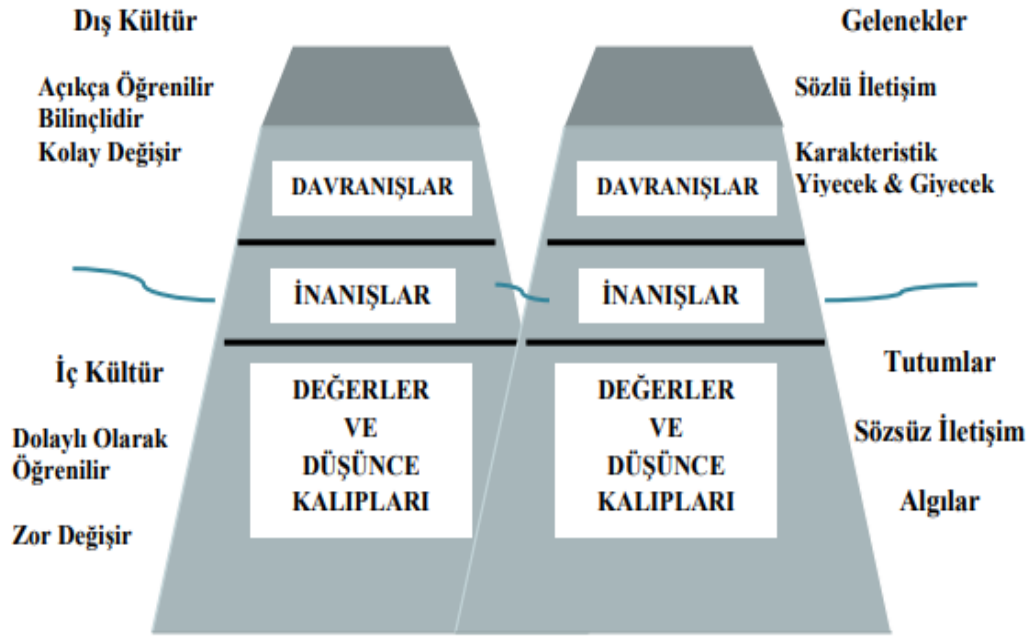 Dış Kültür
Açıkça Öğrenilir
Bilinçlidir
Kolay Değişir
Gelenekler
Sözlü İletişim
Karakteristik
Yiyecek & Giyecek
DAVRANIŞLAR
DAVRANIŞLAR
İNANIŞLAR
İNANIŞLAR
İç Kültür
Dolaylı Olarak
Öğrenilir
Zor Değişir
DEĞERLER
VE
DÜŞÜNCE
KALIPLARI
DEĞERLER
VE
DÜŞÜNCE
KALIPLARI
Tutumlar
Sözsüz İletişim
Algılar